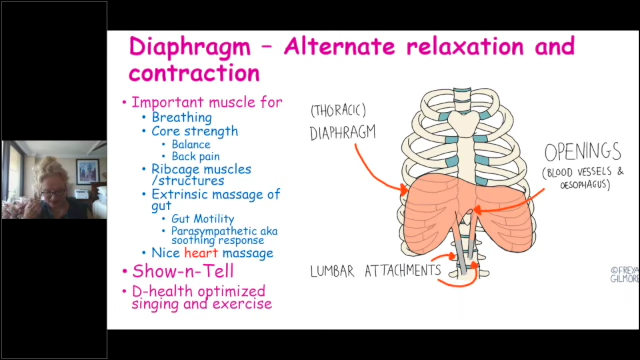 Diaphragm – Alternate relaxation and
contraction
• Important muscle for
• Breathing
• Core strength
• Balance
• Back pain
• Ribcage muscles
/structures
• Extrinsic massage of
gut
• Gut Motility
• Parasympathetic aka
soothing response
• Nice heart massage
• Show-n-Tell
• D-health optimized
singing and exercise
(THORACIC)
DIAPHRAGM
OPENINGS
(BLOOD VESSELS &
OESOPHAGUS)
LUMBAR ATTACHMENTS
©FREYA
GILMORE